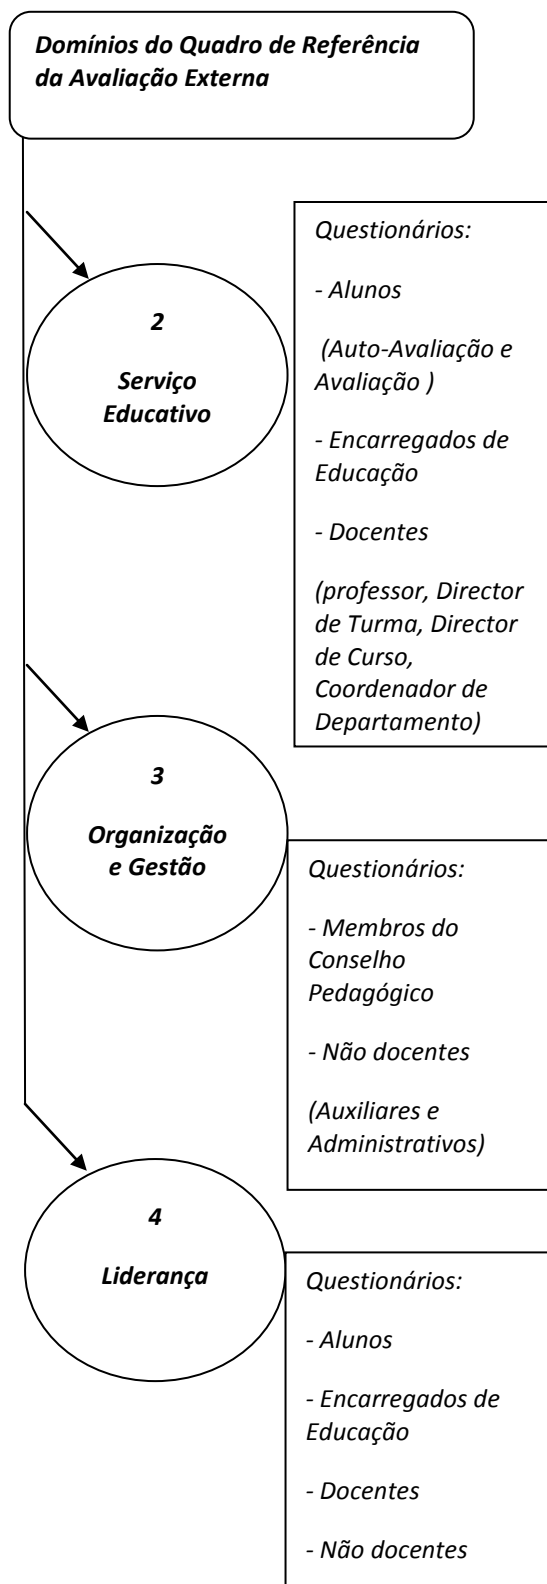 Domínios do Quadro de Referência
da Avaliação Externa
2
Serviço
Educativo
Questionários:
- Alunos
(Auto-Avaliação e
Avaliação )
- Encarregados de
Educação
- Docentes
(professor, Director
de Turma, Director
de Curso,
Coordenador de
Departamento)
3
Organização
e Gestão
Questionários:
- Membros do
Conselho
Pedagógico
- Não docentes
(Auxiliares e
Administrativos)
4
Liderança
Questionários:
- Alunos
- Encarregados de
Educação
- Docentes
- Não docentes